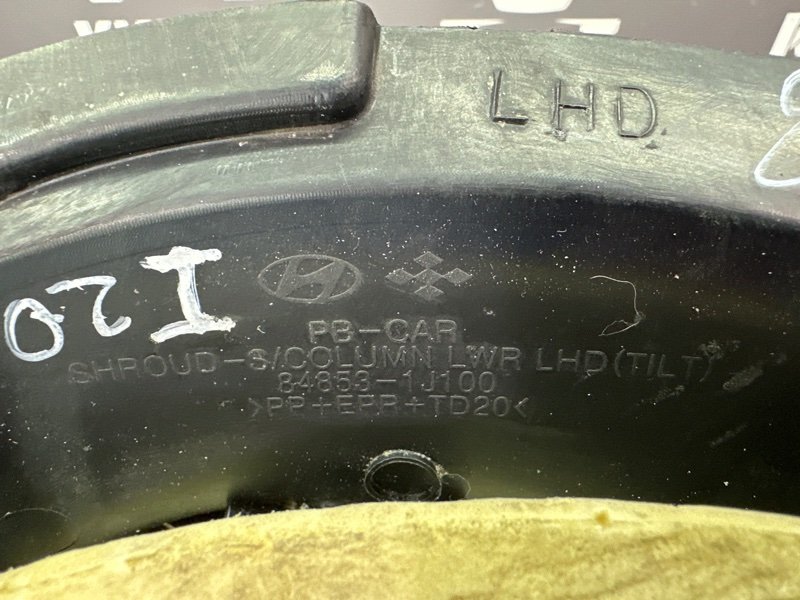 LHD
I20
PB-CAR
SHROUD-S/COLUMN LWR LHD(TILT)
84853-1J100
>PP+EPR+TD20<